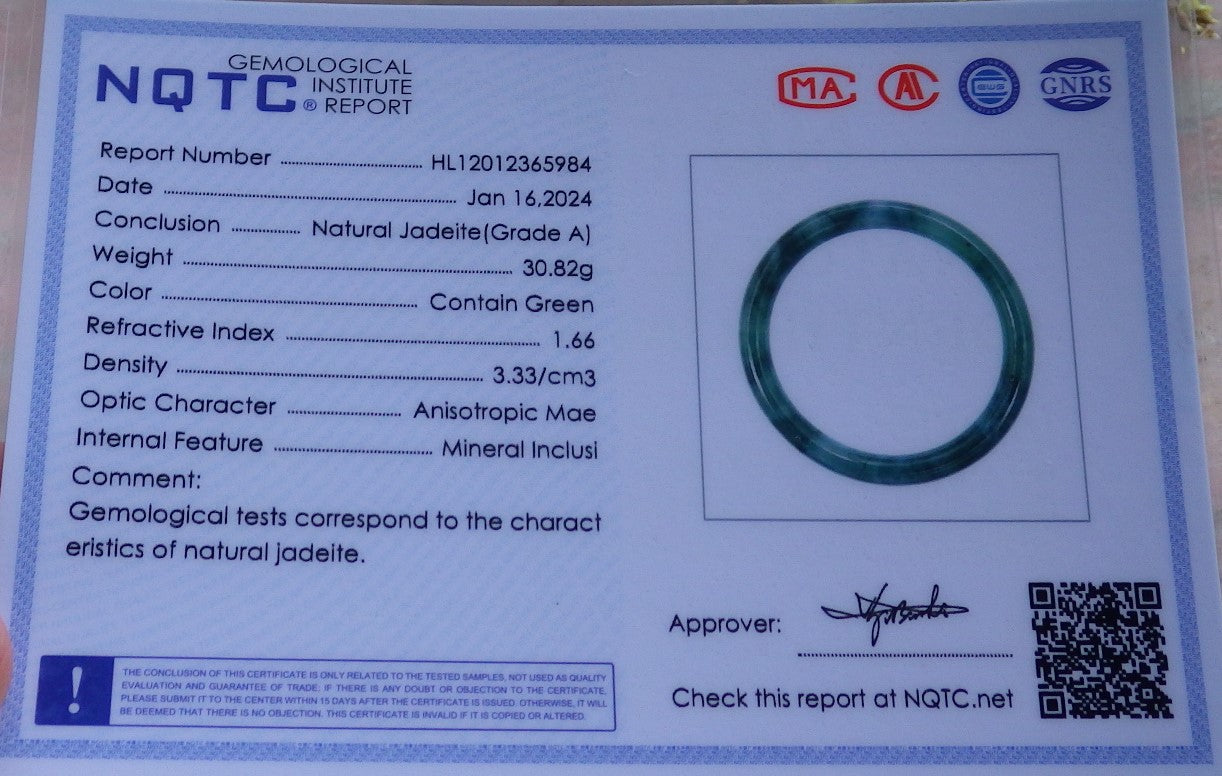 NQTC ® GEMOLOGICAL INSTITUTE REPORT
MA
AL
GNRS
Report Number HL12012365984
Date Jan 16,2024
Conclusion Natural Jadeite(Grade A)
Weight 30.82g
Color Contain Green
Refractive Index 1.66
Density 3.33/cm3
Optic Character Anisotropic Mae
Internal Feature Mineral Inclusi
Comment:
Gemological tests correspond to the charact
eristics of natural jadeite.
Approver:
Check this report at NQTC.net
!
THE CONCLUSION OF THIS CERTIFICATE IS ONLY RELATED TO THE TESTED SAMPLES, NOT USED AS QUALITY
EVALUATION AND GUARANTEE OF TRADE. IF THERE IS ANY DOUBT OR OBJECTION TO THE CERTIFICATE,
PLEASE SUBMIT IT TO THE CENTER WITHIN 15 DAYS AFTER THE CERTIFICATE IS ISSUED. OTHERWISE, IT WILL
BE DEEMED THAT THERE IS NO OBJECTION. THIS CERTIFICATE IS INVALID IF IT IS COPIED OR ALTERED.